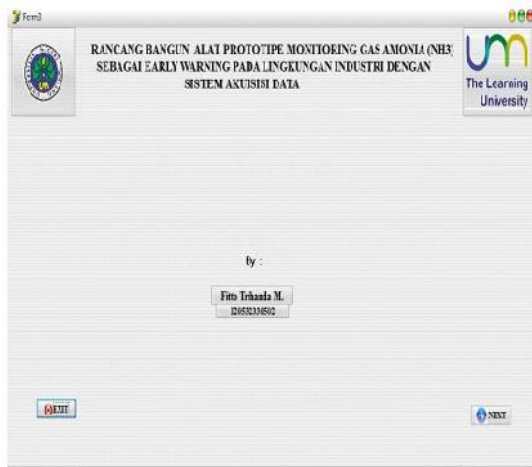 Form3
RANCANG BANGUN ALAT PROTOTIPE MONITORING GAS AMONIA (NH3)
SEBAGAI EARLY WARNING PADA LINGKUNGAN INDUSTRI DENGAN
SISTEM AKUISISI DATA
um
The Learning
University
By :
Fitto M.
EXIT
NEXT